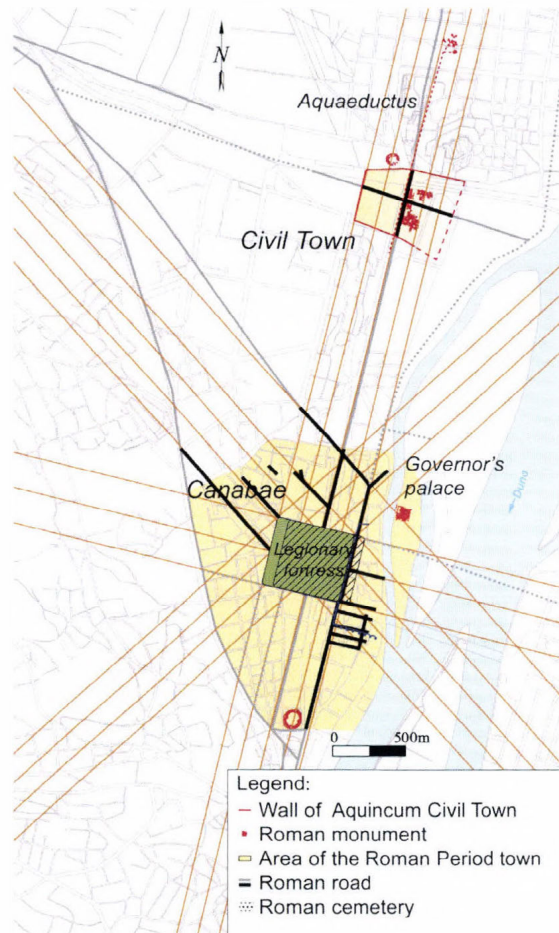 N
Aquaeductus
Civil Town
Governor's
palace
Duna
Canabae
Legionary
forress
0 500m
Legend:
Wall of Aquincum Civil Town
Roman monument
Area of the Roman Period town
Roman road
Roman cemetery